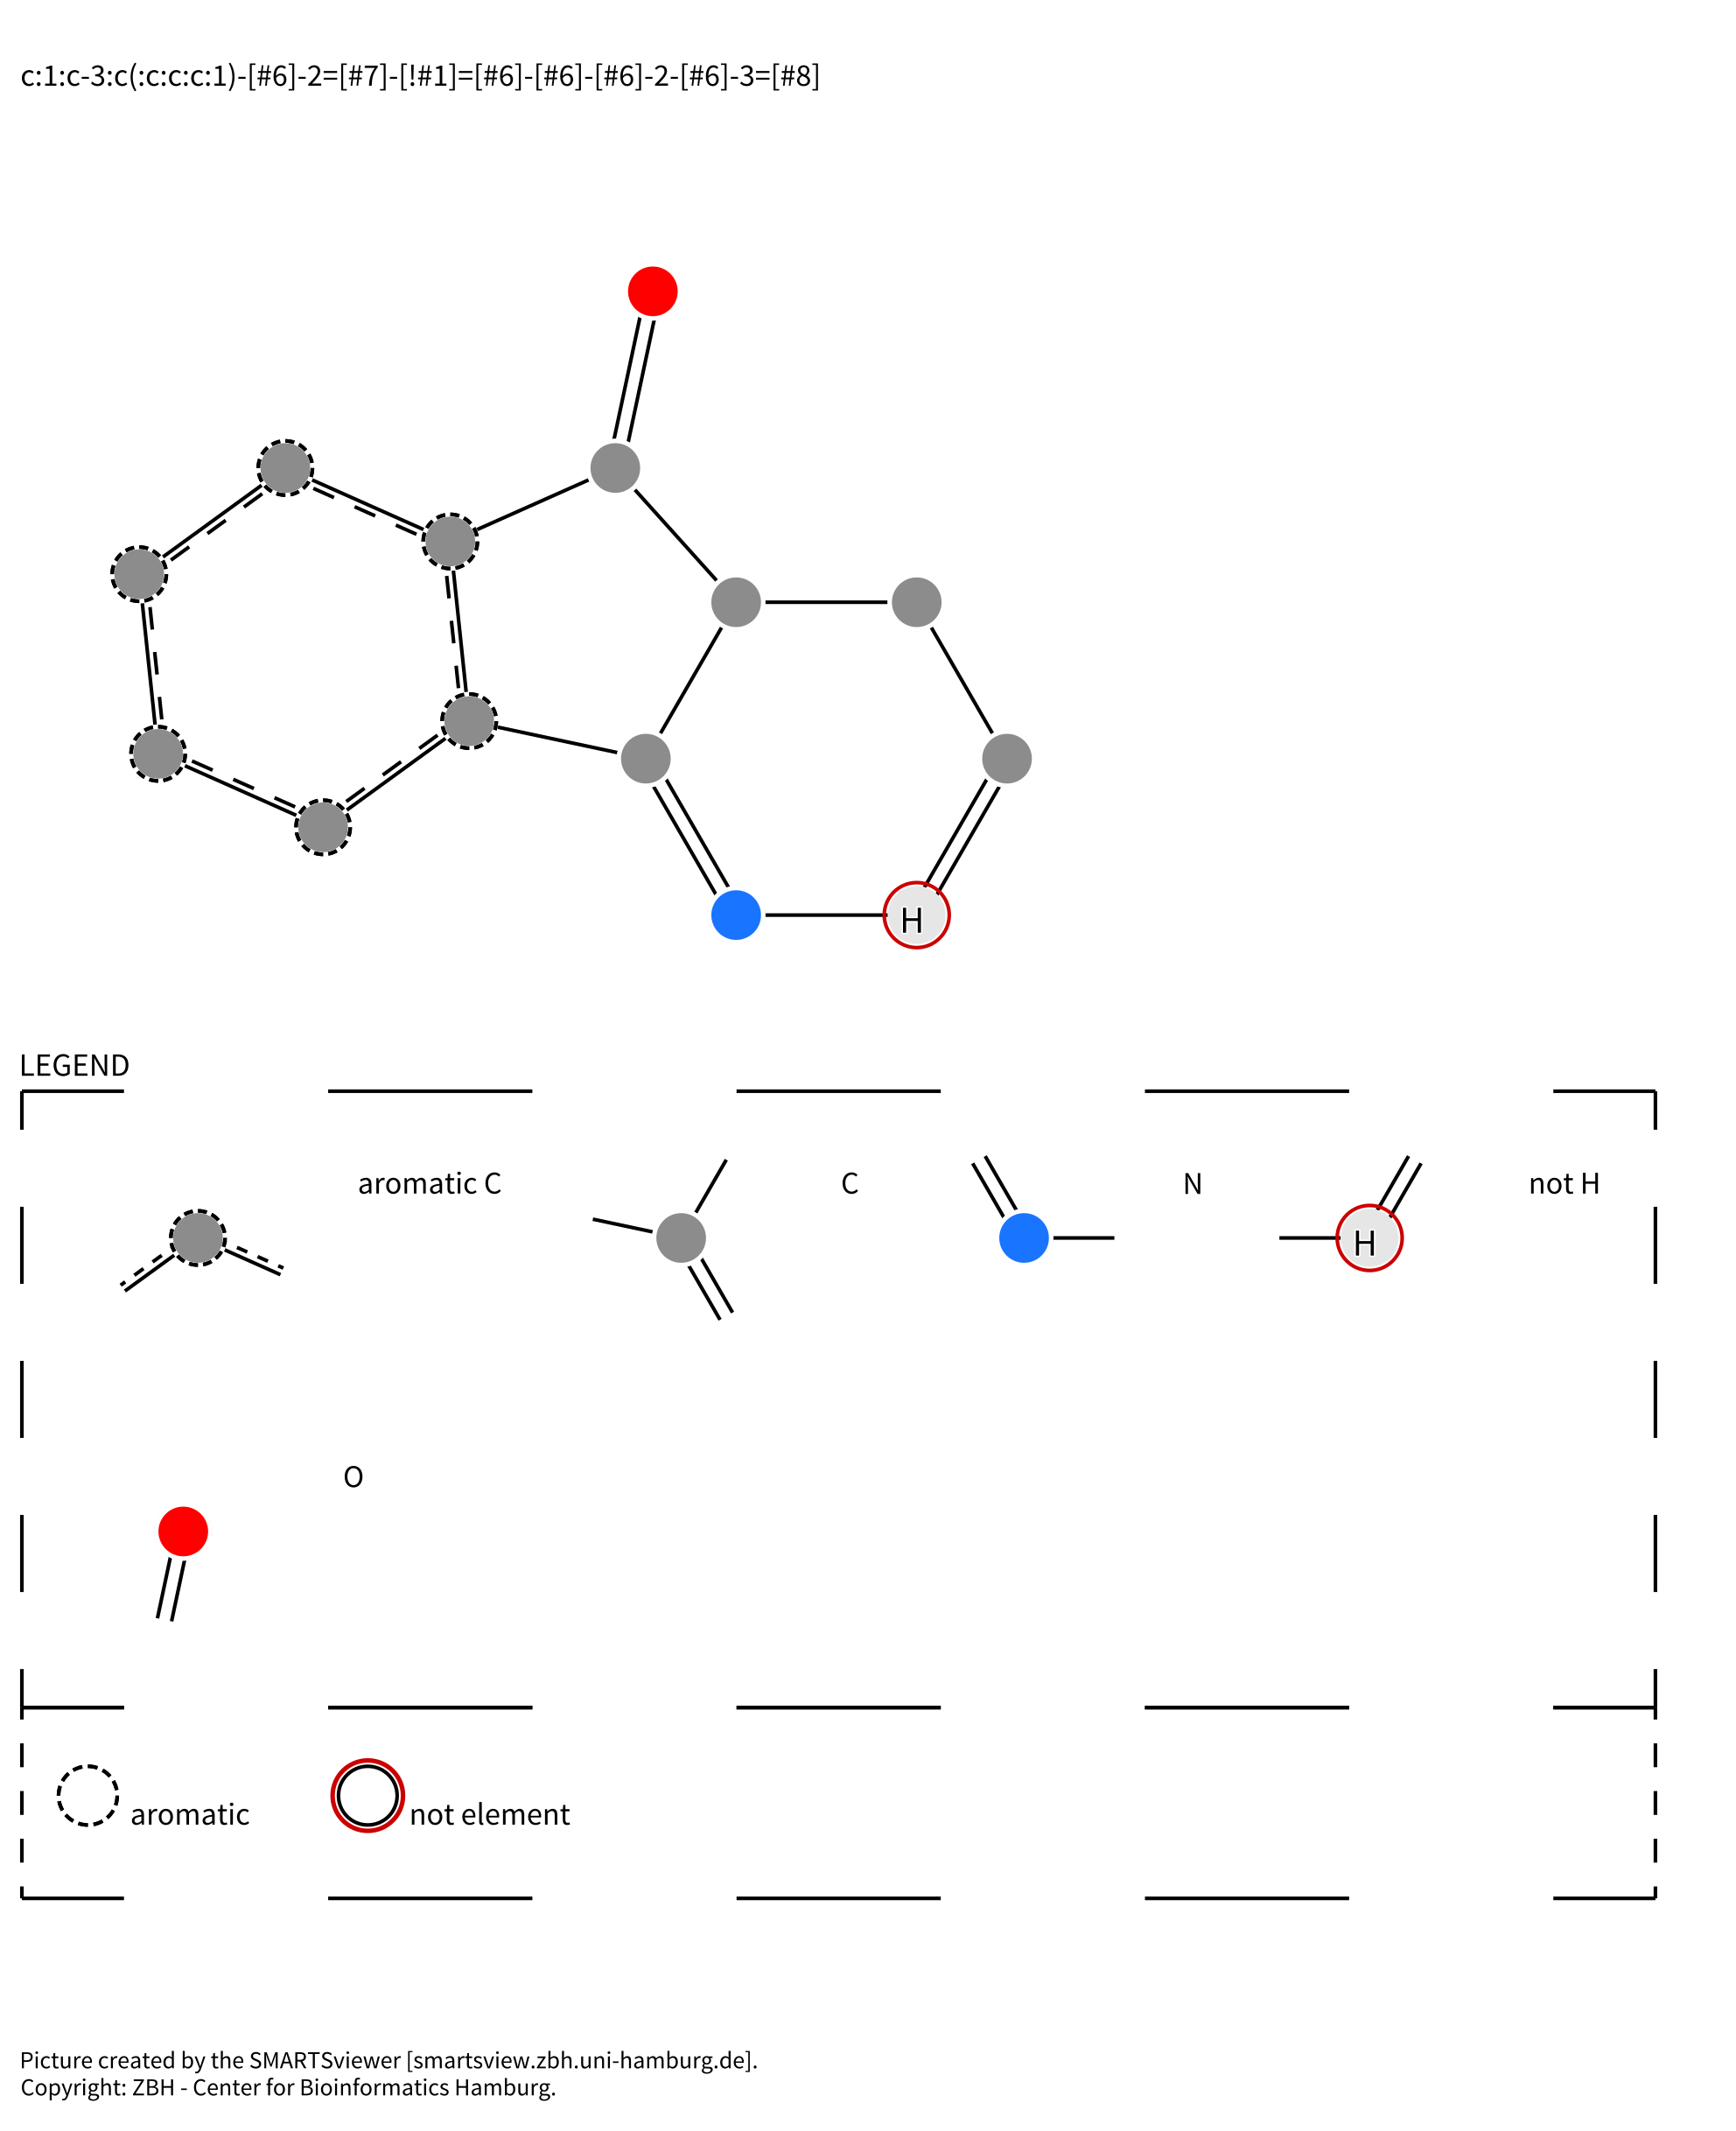 c:1:c-3:c(:c:c:c:1)-[#6]-2=[#7]-[!#1]=[#6]-[#6]-[#6]-2-[#6]-3=[#8]
H
LEGEND
aromatic C
C
N
H
not H
O
aromatic
not element
Picture created by the SMARTSviewer [smartsview.zbh.uni-hamburg.de].
Copyright: ZBH - Center for Bioinformatics Hamburg.